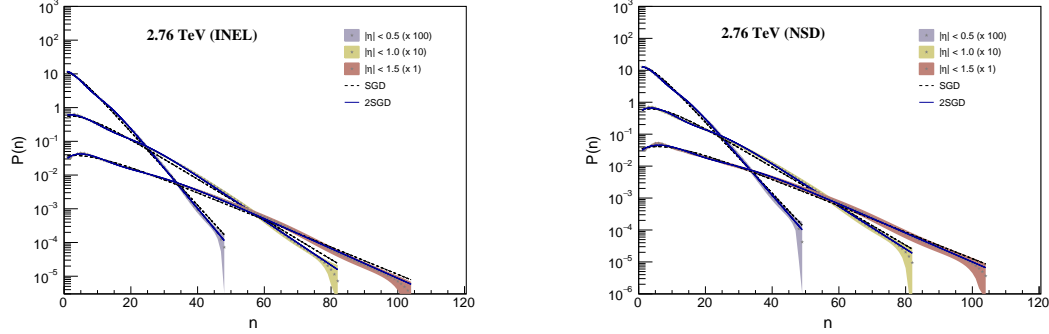 2.76 TeV (INEL)
|η| < 0.5 (x 100)
|η| < 1.0 (x 10)
|η| < 1.5 (x 1)
SGD
2SGD
P(n)
10³
10²
10
1
10⁻¹
10⁻²
10⁻³
10⁻⁴
10⁻⁵
0 20 40 60 80 100 120
n
2.76 TeV (NSD)
|η| < 0.5 (x 100)
|η| < 1.0 (x 10)
|η| < 1.5 (x 1)
SGD
2SGD
P(n)
10³
10²
10
1
10⁻¹
10⁻²
10⁻³
10⁻⁴
10⁻⁵
10⁻⁶
0 20 40 60 80 100 120
n